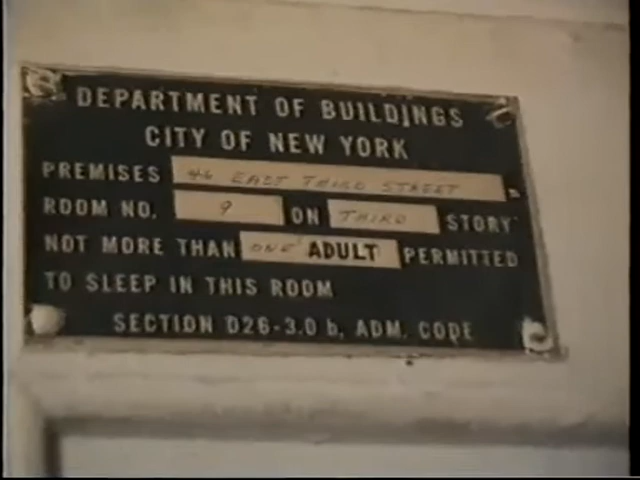 DEPARTMENT OF BUILDINGS
CITY OF NEW YORK
PREMISES 46 EAST THIRD STREET
ROOM NO. 9 ON THIRD STORY
NOT MORE THAN ONE ADULT PERMITTED
TO SLEEP IN THIS ROOM
SECTION D26-3.0 b, ADM. CODE